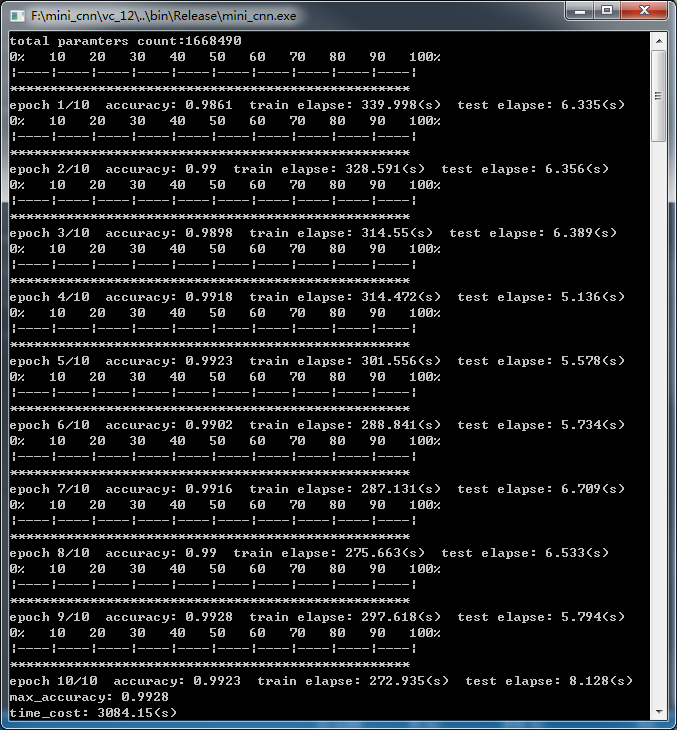 F:\mini_cnn\vc_12\..\bin\Release\mini_cnn.exe
total paramters count:1668490
0%   10   20   30   40   50   60   70   80   90   100%
|----|----|----|----|----|----|----|----|----|----|
**************************************************
epoch 1/10  accuracy: 0.9861  train elapse: 339.998(s)  test elapse: 6.335(s)
0%   10   20   30   40   50   60   70   80   90   100%
|----|----|----|----|----|----|----|----|----|----|
**************************************************
epoch 2/10  accuracy: 0.99  train elapse: 328.591(s)  test elapse: 6.356(s)
0%   10   20   30   40   50   60   70   80   90   100%
|----|----|----|----|----|----|----|----|----|----|
**************************************************
epoch 3/10  accuracy: 0.9898  train elapse: 314.55(s)  test elapse: 6.389(s)
0%   10   20   30   40   50   60   70   80   90   100%
|----|----|----|----|----|----|----|----|----|----|
**************************************************
epoch 4/10  accuracy: 0.9918  train elapse: 314.472(s)  test elapse: 5.136(s)
0%   10   20   30   40   50   60   70   80   90   100%
|----|----|----|----|----|----|----|----|----|----|
**************************************************
epoch 5/10  accuracy: 0.9923  train elapse: 301.556(s)  test elapse: 5.578(s)
0%   10   20   30   40   50   60   70   80   90   100%
|----|----|----|----|----|----|----|----|----|----|
**************************************************
epoch 6/10  accuracy: 0.9902  train elapse: 288.841(s)  test elapse: 5.734(s)
0%   10   20   30   40   50   60   70   80   90   100%
|----|----|----|----|----|----|----|----|----|----|
**************************************************
epoch 7/10  accuracy: 0.9916  train elapse: 287.131(s)  test elapse: 6.709(s)
0%   10   20   30   40   50   60   70   80   90   100%
|----|----|----|----|----|----|----|----|----|----|
**************************************************
epoch 8/10  accuracy: 0.99  train elapse: 275.663(s)  test elapse: 6.533(s)
0%   10   20   30   40   50   60   70   80   90   100%
|----|----|----|----|----|----|----|----|----|----|
**************************************************
epoch 9/10  accuracy: 0.9928  train elapse: 297.618(s)  test elapse: 5.794(s)
0%   10   20   30   40   50   60   70   80   90   100%
|----|----|----|----|----|----|----|----|----|----|
**************************************************
epoch 10/10  accuracy: 0.9923  train elapse: 272.935(s)  test elapse: 8.128(s)
max_accuracy: 0.9928
time_cost: 3084.15(s)